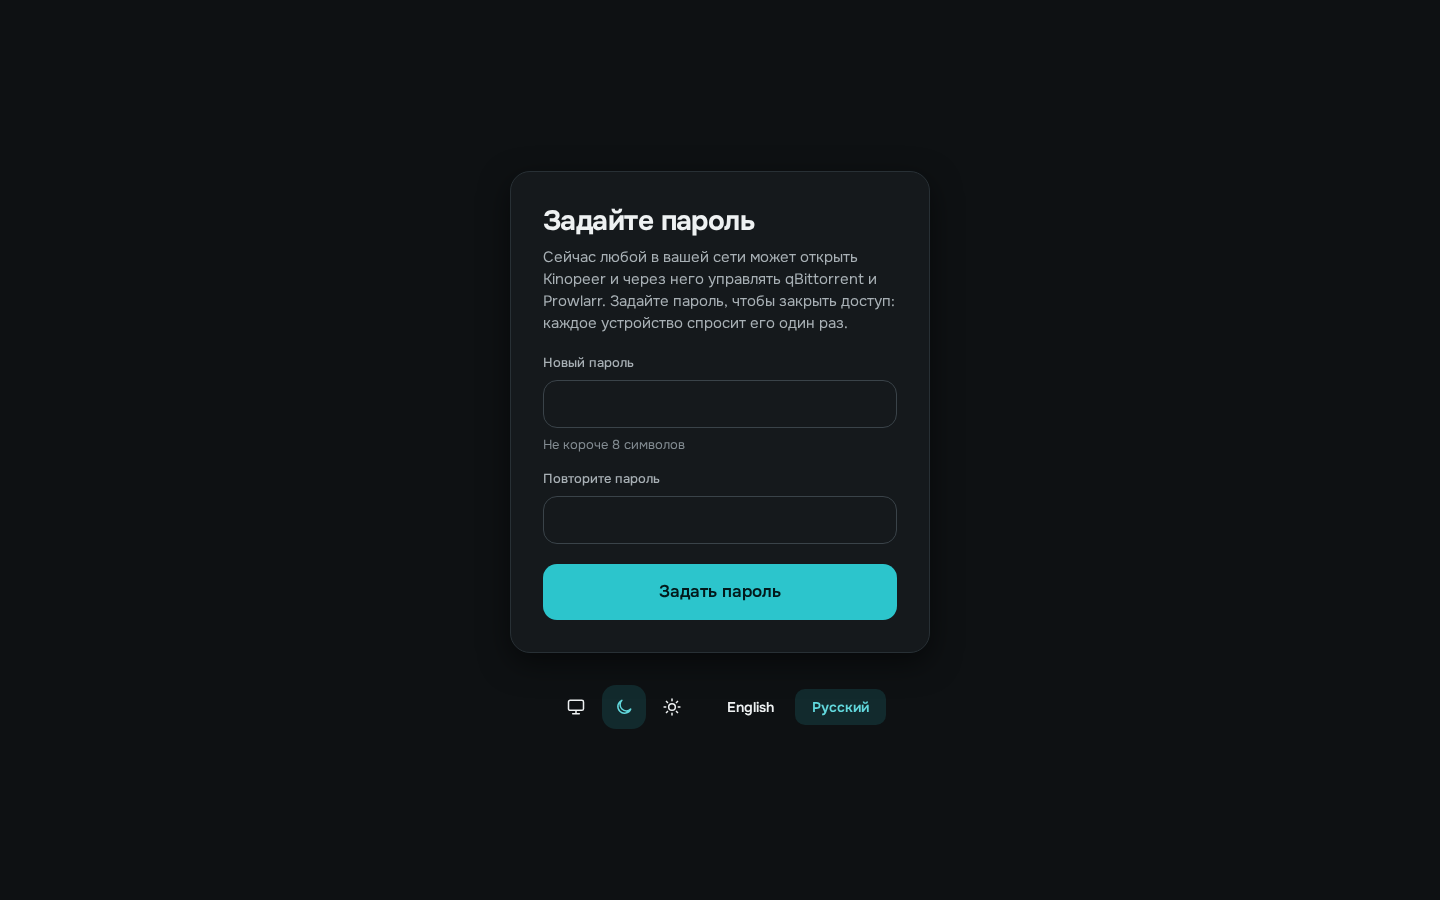 Задайте пароль
Сейчас любой в вашей сети может открыть
Kinopeer и через него управлять qBittorrent и
Prowlarr. Задайте пароль, чтобы закрыть доступ:
каждое устройство спросит его один раз.
Новый пароль
Не короче 8 символов
Повторите пароль
Задать пароль
English Русский